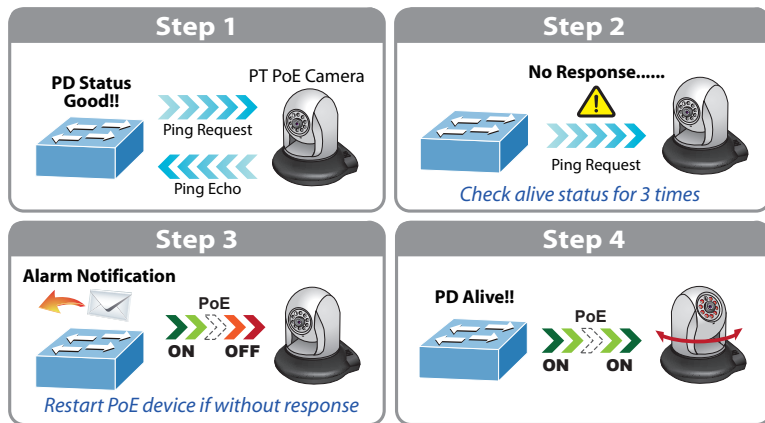 Step 1
PD Status
Good!!
PT PoE Camera
Ping Request
Ping Echo
Step 2
No Response......
Ping Request
Check alive status for 3 times
Step 3
Alarm Notification
PoE
ON OFF
Restart PoE device if without response
Step 4
PD Alive!!
PoE
ON ON